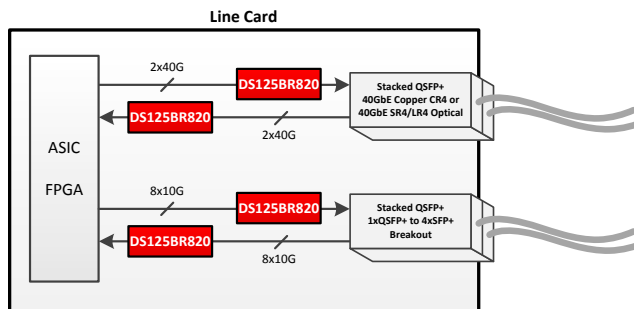 Line Card
2x40G
DS125BR820
DS125BR820
2x40G
Stacked QSFP+
40GbE Copper CR4 or
40GbE SR4/LR4 Optical
ASIC
FPGA
8x10G
DS125BR820
DS125BR820
8x10G
Stacked QSFP+
1xQSFP+ to 4xSFP+
Breakout